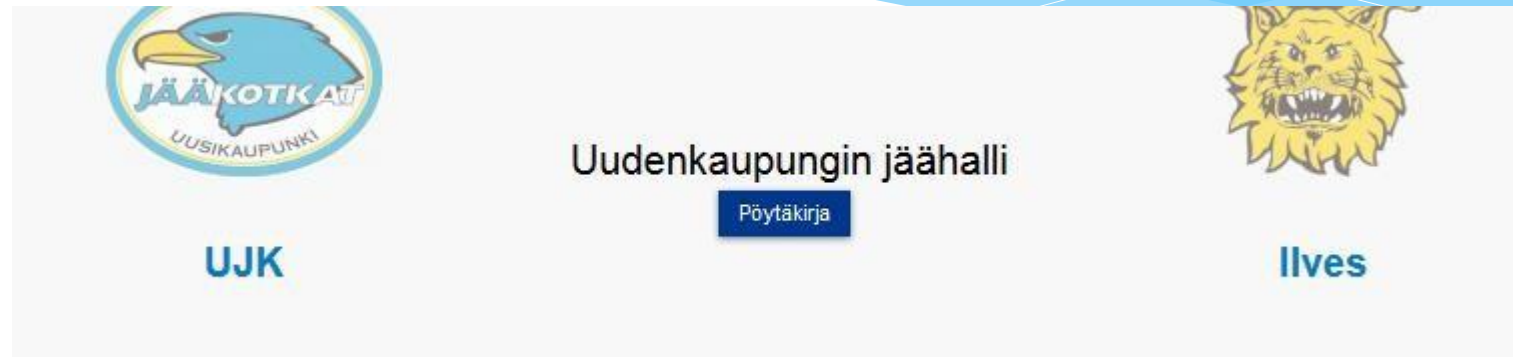 JÄÄKOTKAT
UUSIKAUPUNKI
Uudenkaupungin jäähalli
Pöytäkirja
UJK
Ilves